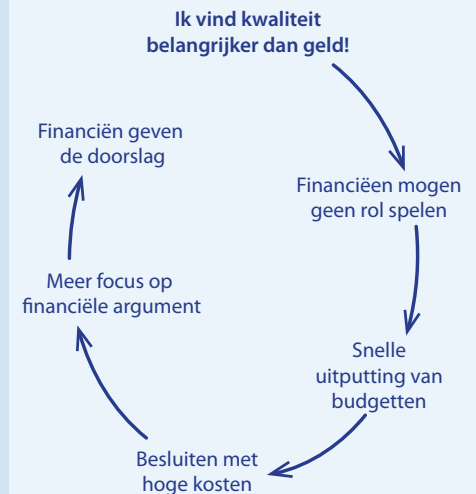 Ik vind kwaliteit
belangrijker dan geld!
Financiëen mogen
geen rol spelen
Snelle
uitputting van
budgetten
Besluiten met
hoge kosten
Meer focus op
financiële argument
Financiën geven
de doorslag